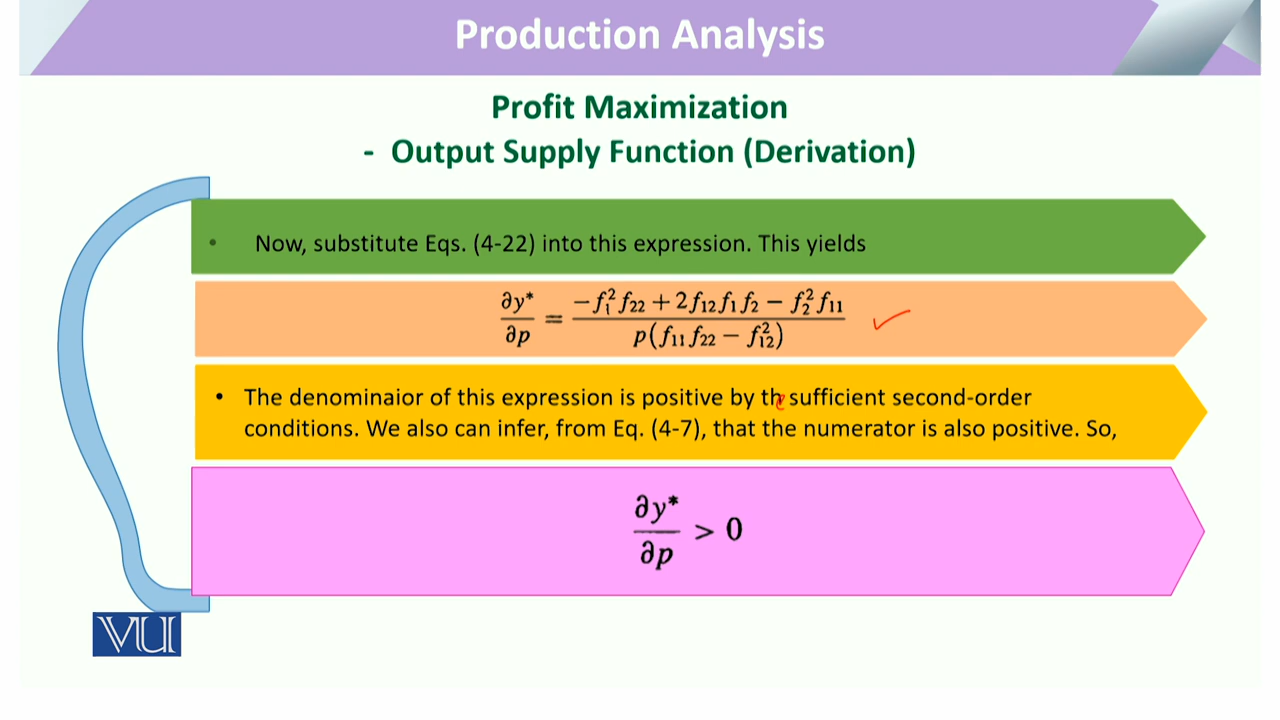 Production Analysis
Profit Maximization
- Output Supply Function (Derivation)
• Now, substitute Eqs. (4-22) into this expression. This yields
∂y*/∂p = (−f₁²f₂₂ + 2f₁₂f₁f₂ − f₂²f₁₁) / (p(f₁₁f₂₂ − f₁₂²))
• The denominaior of this expression is positive by the sufficient second-order
conditions. We also can infer, from Eq. (4-7), that the numerator is also positive. So,
∂y*/∂p > 0
VU